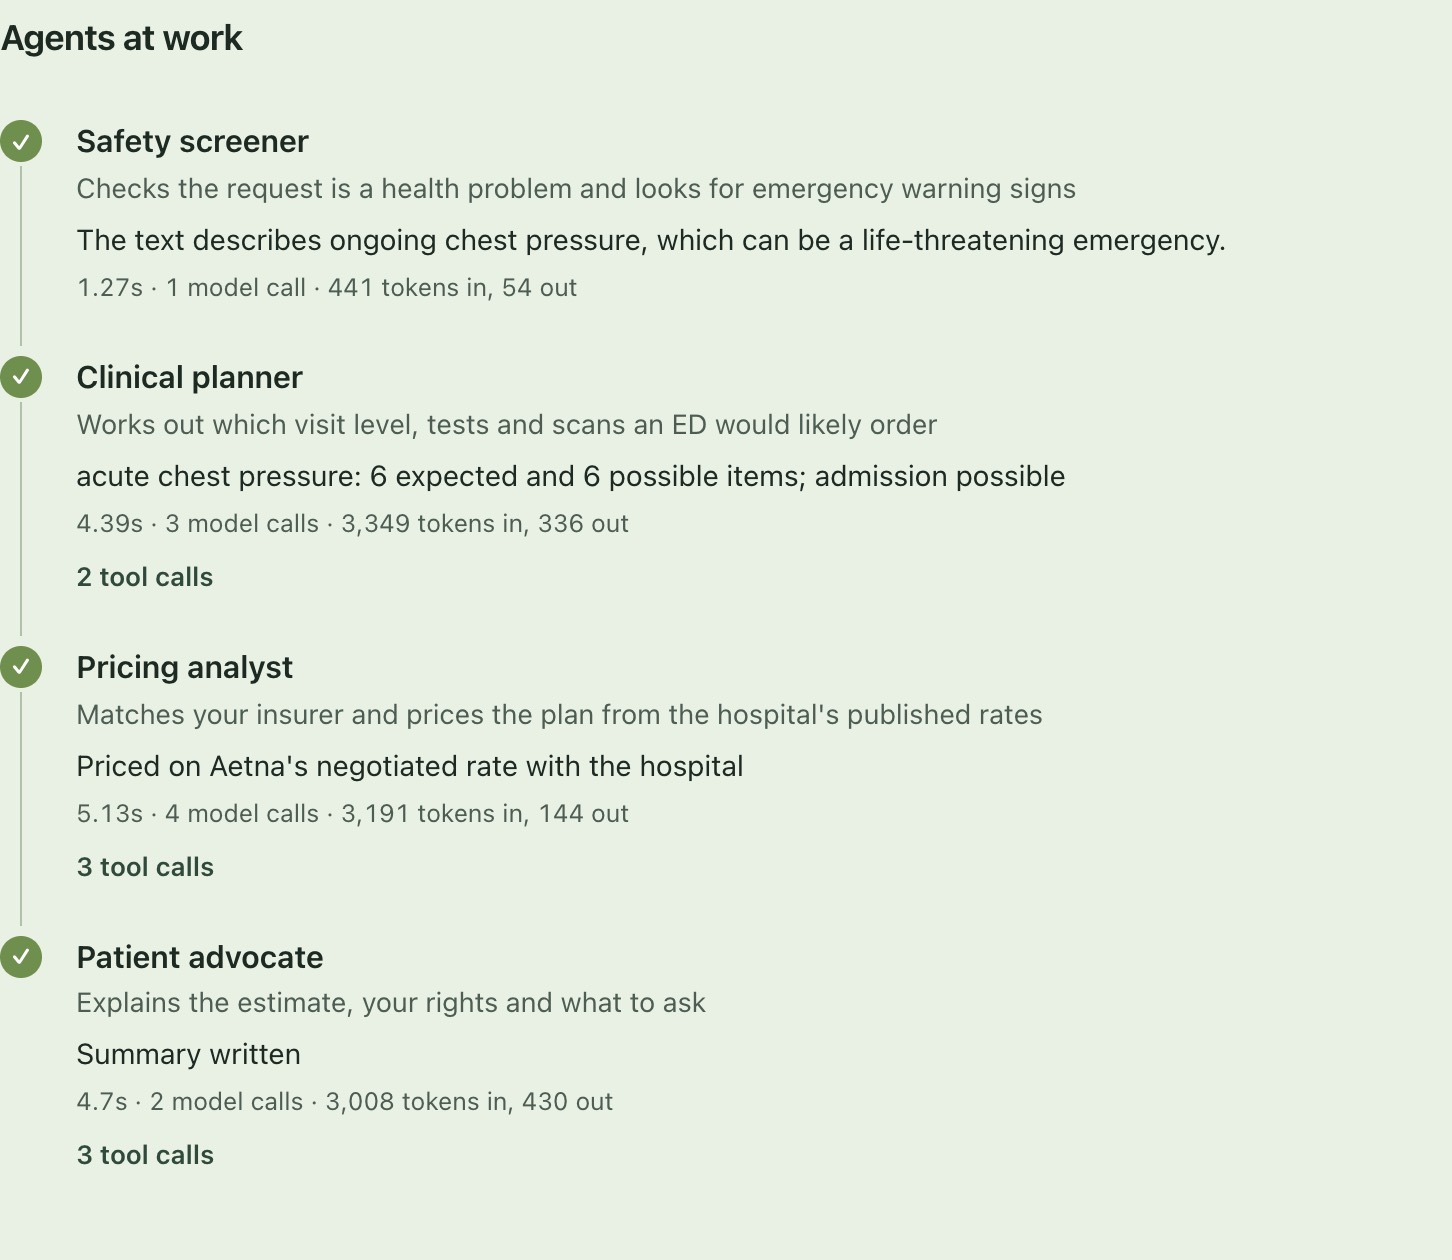 Agents at work
Safety screener
Checks the request is a health problem and looks for emergency warning signs
The text describes ongoing chest pressure, which can be a life-threatening emergency.
1.27s · 1 model call · 441 tokens in, 54 out
Clinical planner
Works out which visit level, tests and scans an ED would likely order
acute chest pressure: 6 expected and 6 possible items; admission possible
4.39s · 3 model calls · 3,349 tokens in, 336 out
2 tool calls
Pricing analyst
Matches your insurer and prices the plan from the hospital's published rates
Priced on Aetna's negotiated rate with the hospital
5.13s · 4 model calls · 3,191 tokens in, 144 out
3 tool calls
Patient advocate
Explains the estimate, your rights and what to ask
Summary written
4.7s · 2 model calls · 3,008 tokens in, 430 out
3 tool calls